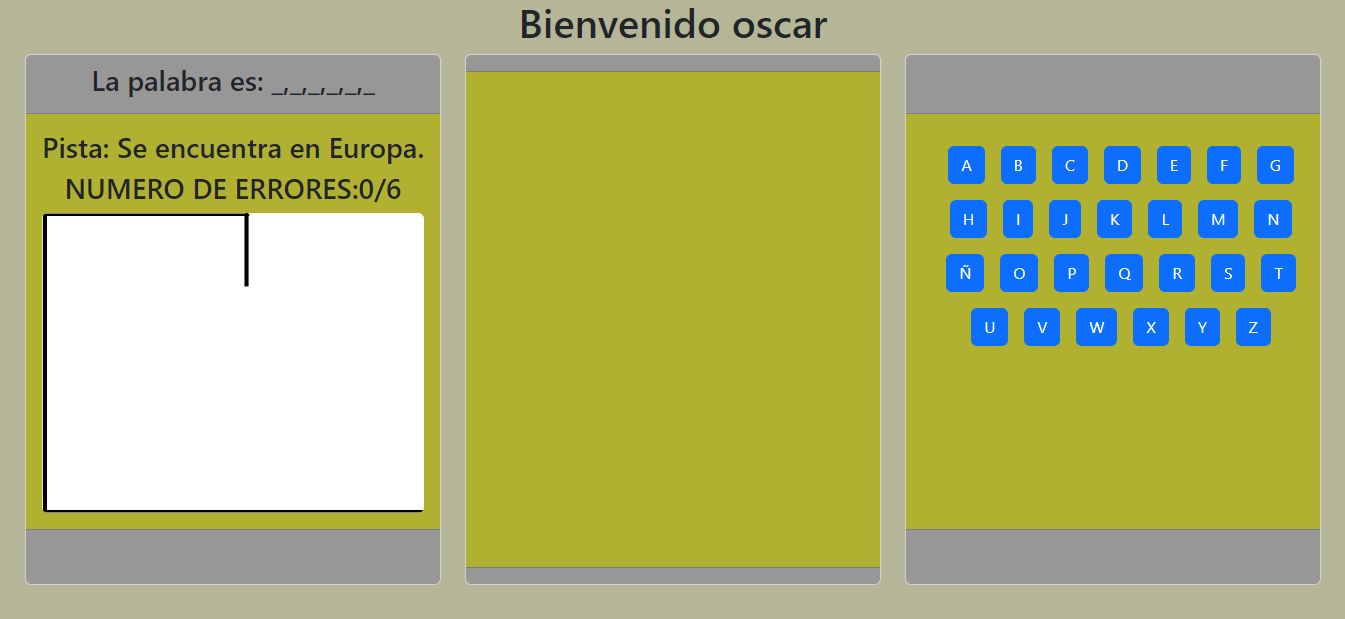 Bienvenido oscar
La palabra es: _,_,_,_,_,_
Pista: Se encuentra en Europa.
NUMERO DE ERRORES:0/6
A B C D E F G
H I J K L M N
Ñ O P Q R S T
U V W X Y Z